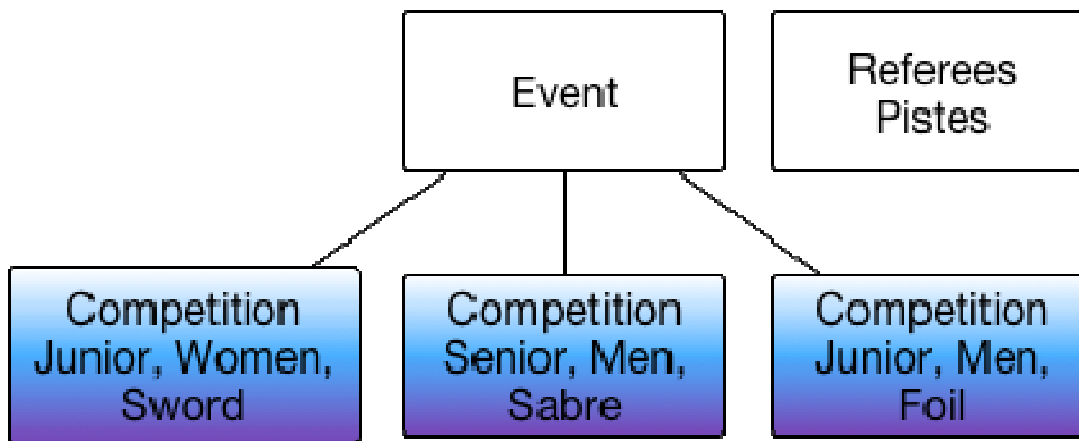 Event
Referees
Pistes
Competition
Junior, Women,
Sword
Competition
Senior, Men,
Sabre
Competition
Junior, Men,
Foil